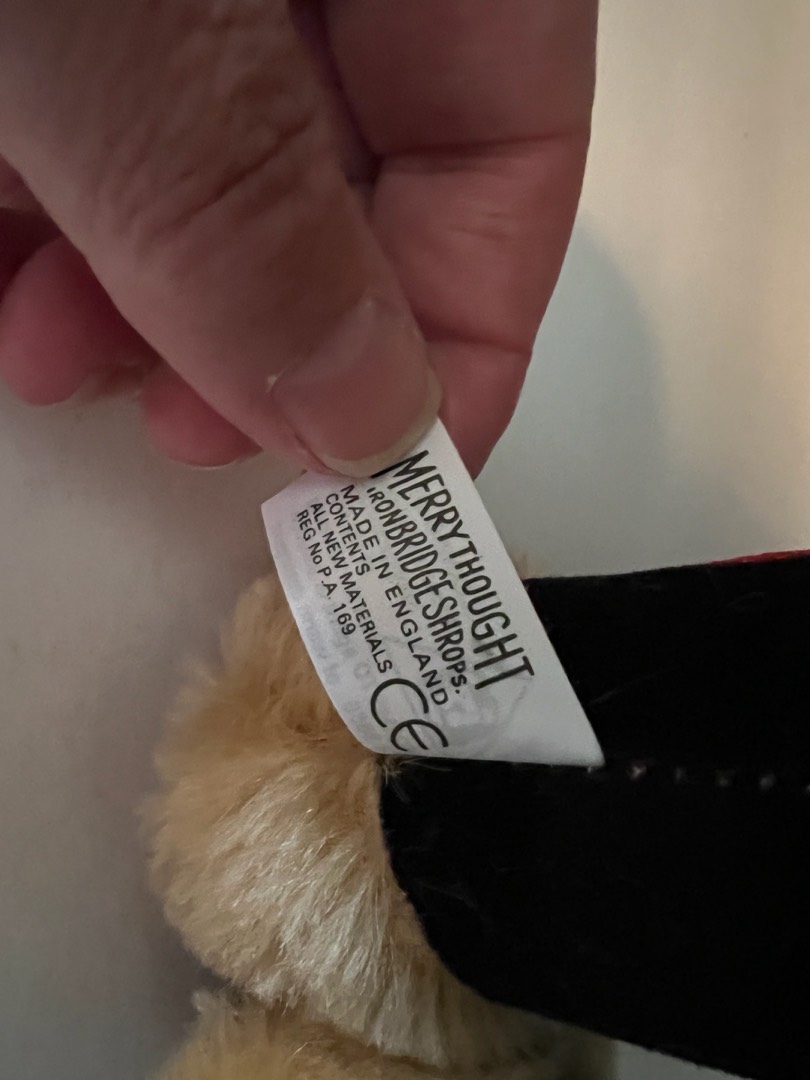 MERRYTHOUGHT
IRONBRIDGE SHROPS.
MADE IN ENGLAND
CONTENTS
ALL NEW MATERIALS
REG No P.A. 169
CE